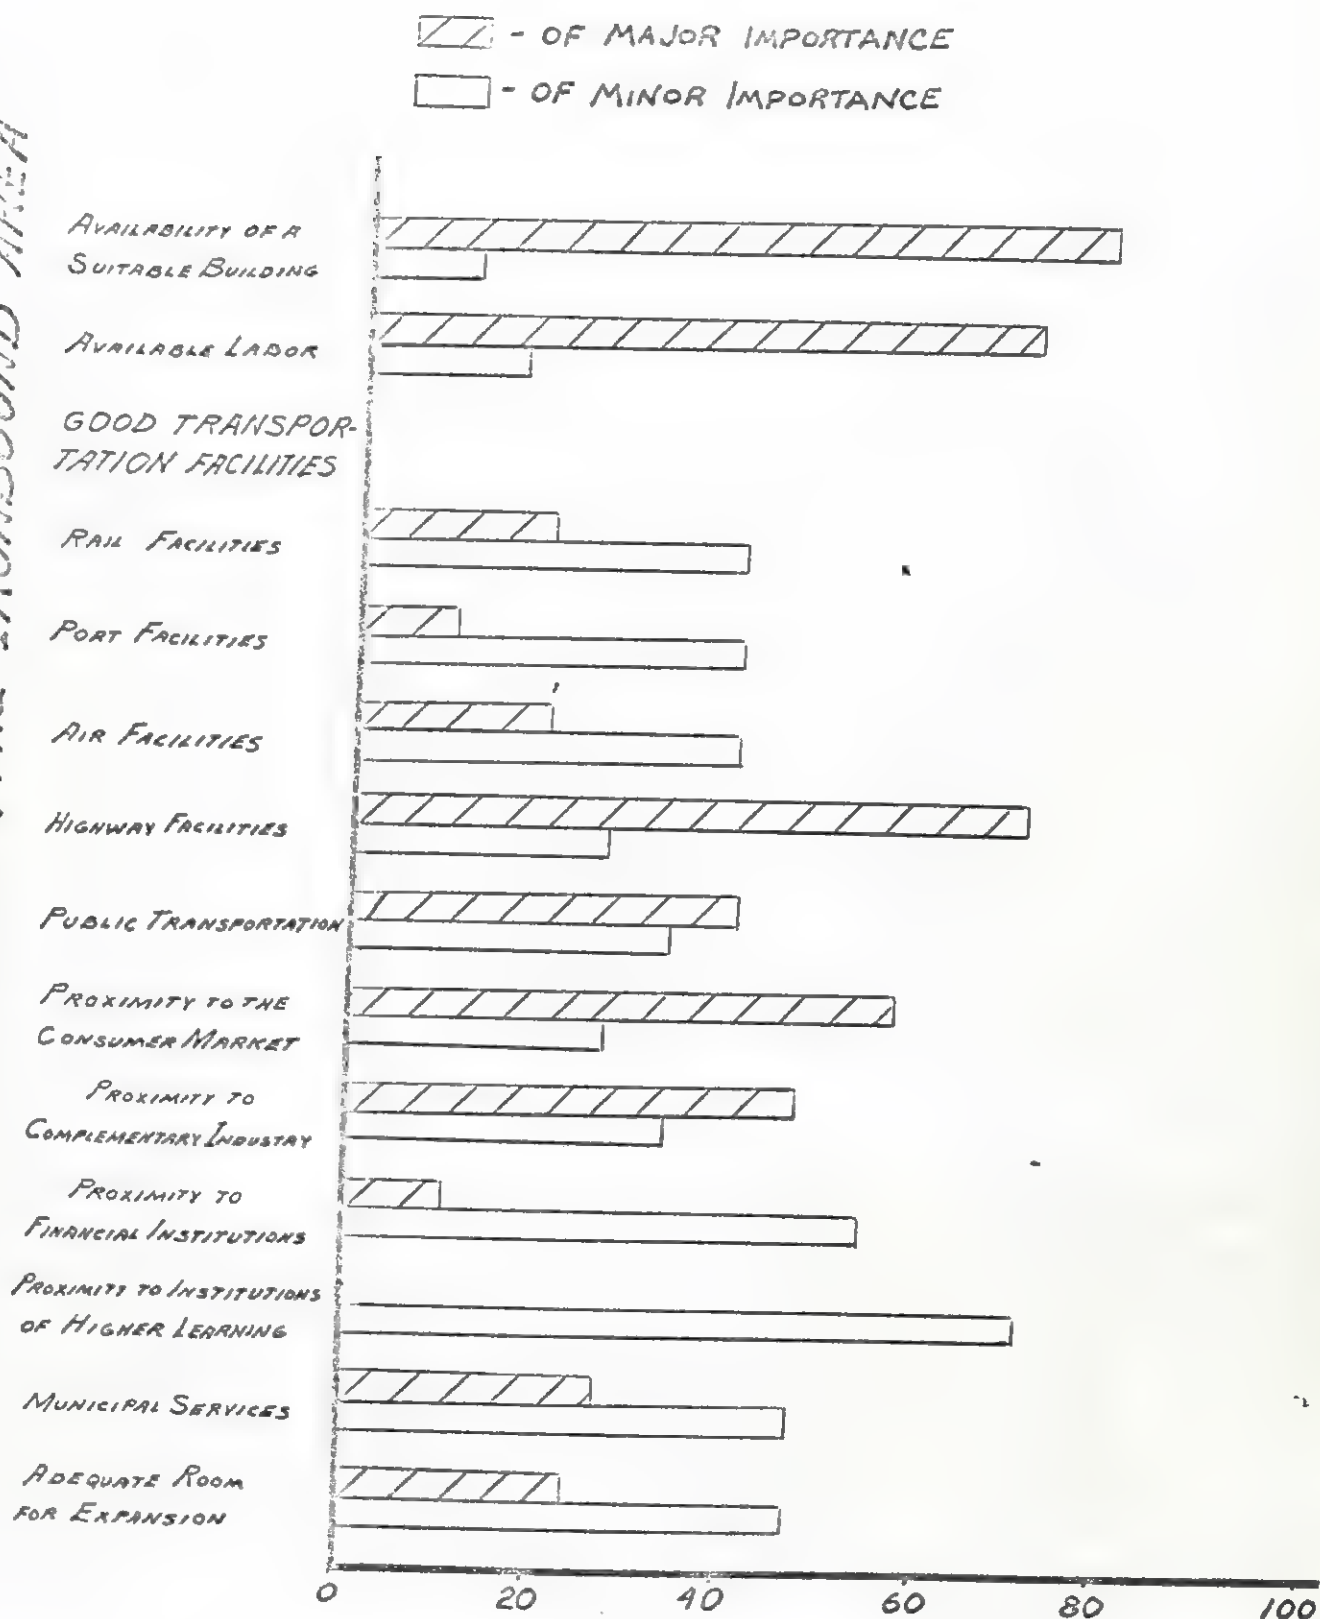 - OF MAJOR IMPORTANCE
- OF MINOR IMPORTANCE
AREA
AVAILABILITY OF A
SUITABLE BUILDING
AVAILABLE LABOR
GOOD TRANSPOR-
TATION FACILITIES
RAIL FACILITIES
PORT FACILITIES
AIR FACILITIES
HIGHWAY FACILITIES
PUBLIC TRANSPORTATION
PROXIMITY TO THE
CONSUMER MARKET
PROXIMITY TO
COMPLEMENTARY INDUSTRY
PROXIMITY TO
FINANCIAL INSTITUTIONS
PROXIMITY TO INSTITUTIONS
OF HIGHER LEARNING
MUNICIPAL SERVICES
ADEQUATE ROOM
FOR EXPANSION
0 20 40 60 80 100